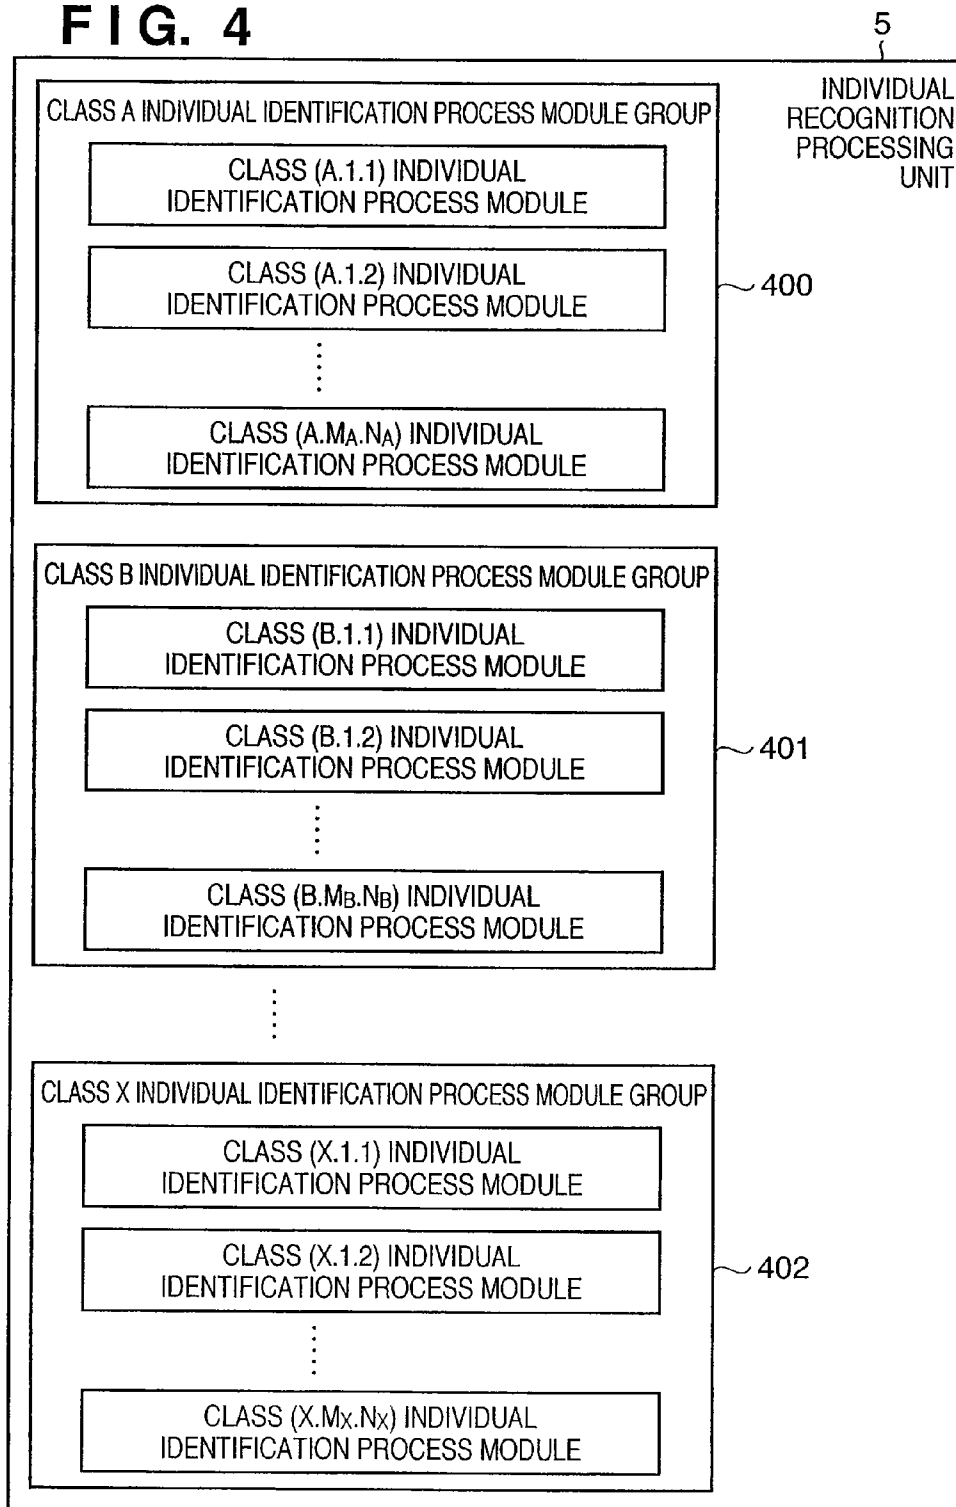 FIG. 4
5
INDIVIDUAL
RECOGNITION
PROCESSING
UNIT
CLASS A INDIVIDUAL IDENTIFICATION PROCESS MODULE GROUP
CLASS (A.1.1) INDIVIDUAL
IDENTIFICATION PROCESS MODULE
CLASS (A.1.2) INDIVIDUAL
IDENTIFICATION PROCESS MODULE
400
CLASS (A.MA.NA) INDIVIDUAL
IDENTIFICATION PROCESS MODULE
CLASS B INDIVIDUAL IDENTIFICATION PROCESS MODULE GROUP
CLASS (B.1.1) INDIVIDUAL
IDENTIFICATION PROCESS MODULE
CLASS (B.1.2) INDIVIDUAL
IDENTIFICATION PROCESS MODULE
401
CLASS (B.MB.NB) INDIVIDUAL
IDENTIFICATION PROCESS MODULE
CLASS X INDIVIDUAL IDENTIFICATION PROCESS MODULE GROUP
CLASS (X.1.1) INDIVIDUAL
IDENTIFICATION PROCESS MODULE
CLASS (X.1.2) INDIVIDUAL
IDENTIFICATION PROCESS MODULE
402
CLASS (X.MX.NX) INDIVIDUAL
IDENTIFICATION PROCESS MODULE